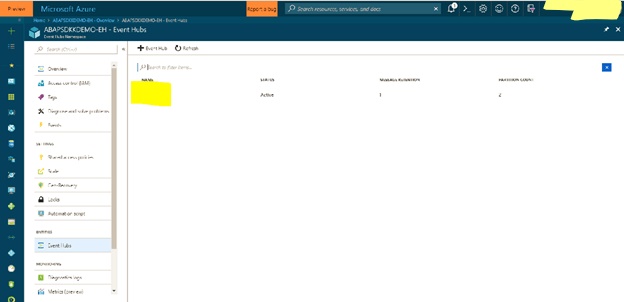 Preview Microsoft Azure Report a bug Search resources, services, and docs
Home > ABAPSDKDEMO-EH - Overview > ABAPSDKDEMO-EH - Event Hubs
ABAPSDKDEMO-EH - Event Hubs
Event Hubs Namespace
Search (Ctrl+/)
Overview
Access control (IAM)
Tags
Diagnose and solve problems
Events
SETTINGS
Shared access policies
Scale
Geo-Recovery
Locks
Automation script
ENTITIES
Event Hubs
MONITORING
Diagnostics logs
Metrics (preview)
Event Hub Refresh
Search to filter items...
NAME STATUS MESSAGE RETENTION PARTITION COUNT
Active 1 2